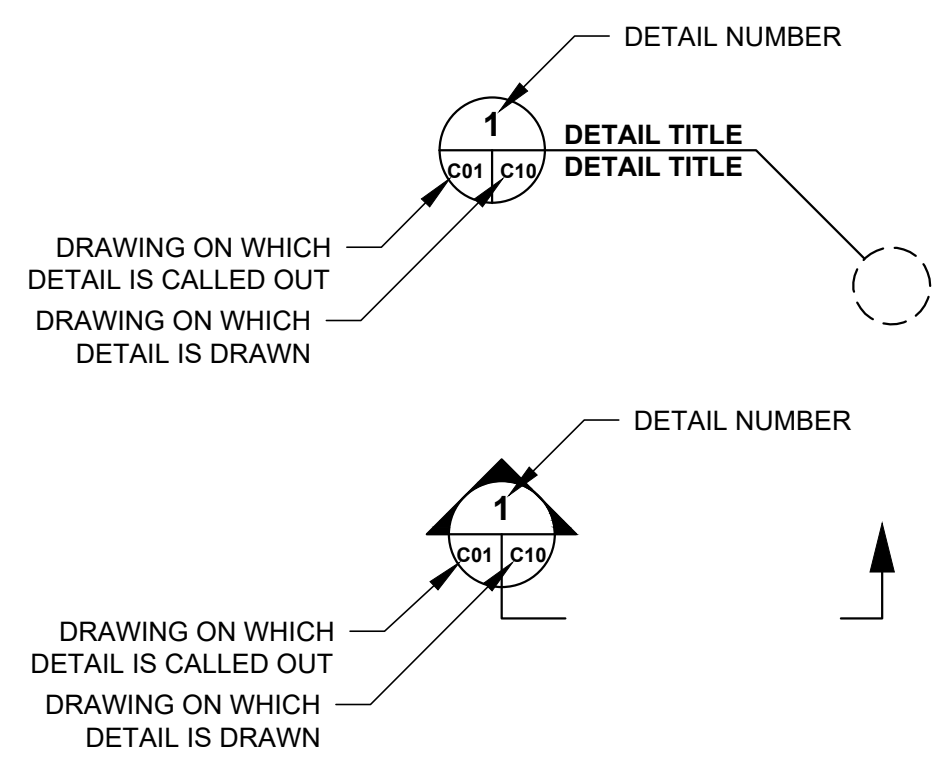 DETAIL NUMBER
1
DETAIL TITLE
C01 C10
DETAIL TITLE
DRAWING ON WHICH
DETAIL IS CALLED OUT
DRAWING ON WHICH
DETAIL IS DRAWN
DETAIL NUMBER
1
C01 C10
DRAWING ON WHICH
DETAIL IS CALLED OUT
DRAWING ON WHICH
DETAIL IS DRAWN